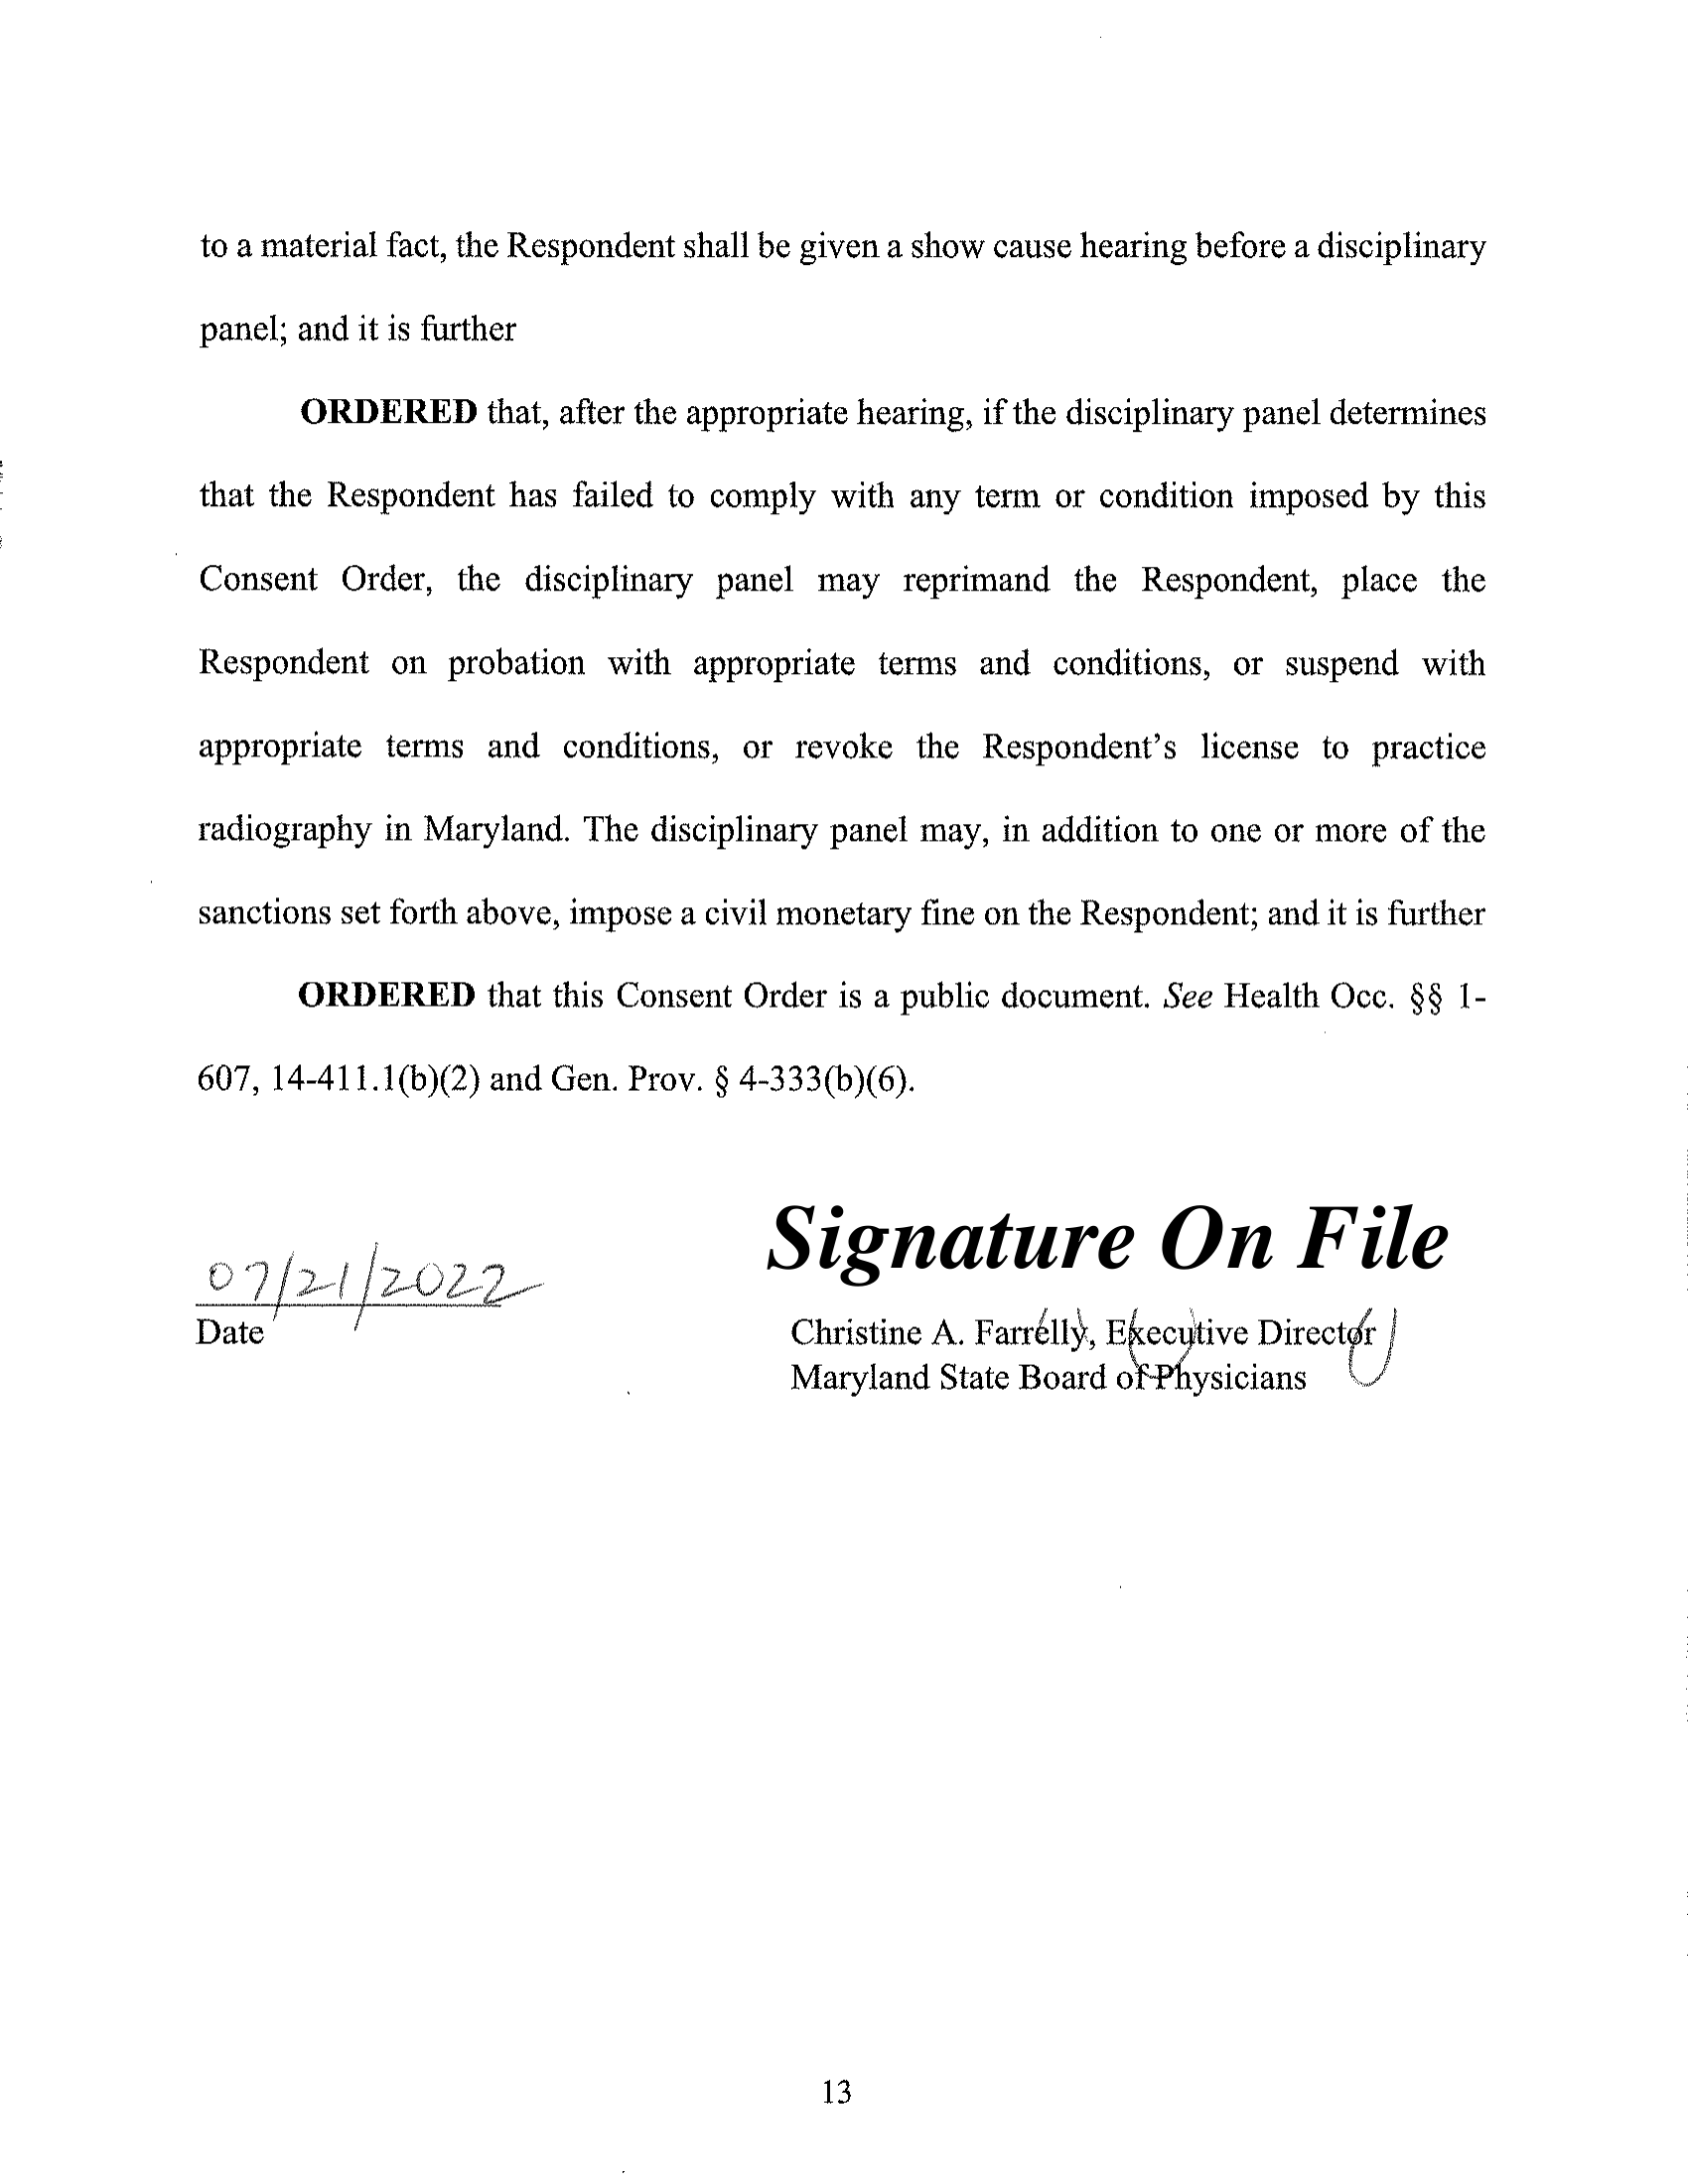 to a material fact, the Respondent shall be given a show cause hearing before a disciplinary
panel; and it is further
ORDERED that, after the appropriate hearing, if the disciplinary panel determines
that the Respondent has failed to comply with any term or condition imposed by this
Consent Order, the disciplinary panel may reprimand the Respondent, place the
Respondent on probation with appropriate terms and conditions, or suspend with
appropriate terms and conditions, or revoke the Respondent's license to practice
radiography in Maryland. The disciplinary panel may, in addition to one or more of the
sanctions set forth above, impose a civil monetary fine on the Respondent; and it is further
ORDERED that this Consent Order is a public document. See Health Occ. §§ 1-
607, 14-411.1(b)(2) and Gen. Prov. § 4-333(b)(6).
Signature On File
07/21/2022
Date
Christine A. Farrelly, Executive Director
Maryland State Board of Physicians
13